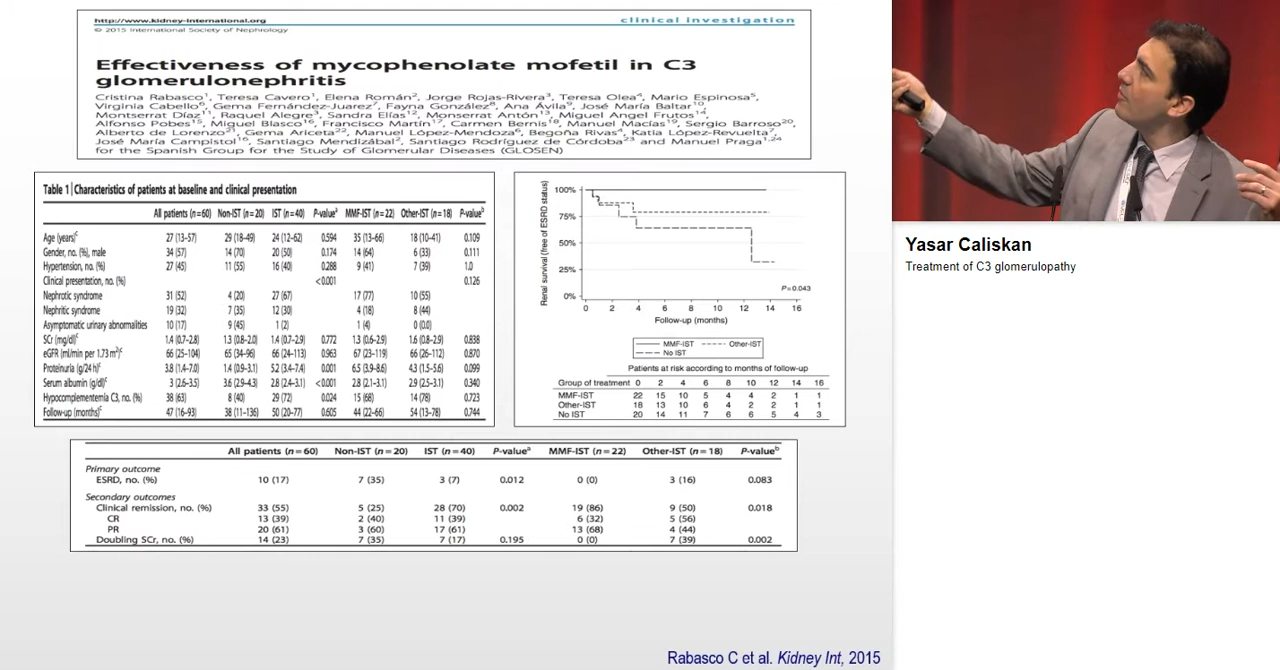 http://www.kidney-international.org
clinical investigation
© 2015 International Society of Nephrology
Effectiveness of mycophenolate mofetil in C3
glomerulonephritis
Cristina Rabasco¹, Teresa Cavero¹, Elena Román², Jorge Rojas-Rivera³, Teresa Olea⁴, Mario Espinosa⁵,
Virginia Cabello⁶, Gema Fernández-Juarez⁷, Fayna González⁸, Ana Ávila⁹, José María Baltar¹⁰,
Montserrat Díaz¹¹, Raquel Alegre³, Sandra Elías¹², Monserrat Antón¹³, Miguel Angel Frutos¹⁴,
Alfonso Pobes¹⁵, Miguel Blasco¹⁶, Francisco Martín¹⁷, Carmen Bernis¹⁸, Manuel Macías¹⁹, Sergio Barroso²⁰,
Alberto de Lorenzo²¹, Gema Ariceta²², Manuel López-Mendoza⁶, Begoña Rivas⁴, Katia López-Revuelta⁷,
José María Campistol¹⁶, Santiago Mendizábal², Santiago Rodríguez de Córdoba²³ and Manuel Praga¹,²⁴
for the Spanish Group for the Study of Glomerular Diseases (GLOSEN)
Table 1 | Characteristics of patients at baseline and clinical presentation
All patients (n=60) Non-IST (n=20) IST (n=40) P-valueᵃ MMF-IST (n=22) Other-IST (n=18) P-valueᵇ
Age (years)ᶜ 27 (13–57) 29 (18–49) 24 (12–62) 0.594 35 (13–66) 18 (10–41) 0.109
Gender, no. (%), male 34 (57) 14 (70) 20 (50) 0.174 14 (64) 6 (33) 0.111
Hypertension, no. (%) 27 (45) 11 (55) 16 (40) 0.288 9 (41) 7 (39) 1.0
Clinical presentation, no. (%) <0.001 0.126
Nephrotic syndrome 31 (52) 4 (20) 27 (67) 17 (77) 10 (55)
Nephritic syndrome 19 (32) 7 (35) 12 (30) 4 (18) 8 (44)
Asymptomatic urinary abnormalities 10 (17) 9 (45) 1 (2) 1 (4) 0 (0.0)
SCr (mg/dl)ᶜ 1.4 (0.7–2.8) 1.3 (0.8–2.0) 1.4 (0.7–2.9) 0.772 1.3 (0.6–2.9) 1.6 (0.8–2.9) 0.838
eGFR (ml/min per 1.73 m²)ᶜ 66 (25–104) 65 (34–96) 66 (24–113) 0.963 67 (23–119) 66 (26–112) 0.870
Proteinuria (g/24 h)ᶜ 3.8 (1.4–7.0) 1.4 (0.9–3.1) 5.2 (3.4–7.4) 0.001 6.5 (3.9–8.6) 4.3 (1.5–5.6) 0.099
Serum albumin (g/dl)ᶜ 3 (2.6–3.5) 3.6 (2.9–4.3) 2.8 (2.4–3.1) <0.001 2.8 (2.1–3.1) 2.9 (2.5–3.1) 0.340
Hypocomplementemia C3, no. (%) 38 (63) 8 (40) 29 (72) 0.024 15 (68) 14 (78) 0.723
Follow-up (months)ᶜ 47 (16–93) 38 (11–136) 50 (20–77) 0.605 44 (22–66) 54 (13–78) 0.744
Renal survival (free of ESRD status)
100%
75%
50%
25%
0%
P=0.043
0 2 4 6 8 10 12 14 16
Follow-up (months)
MMF-IST Other-IST
No IST
Patients at risk according to months of follow-up
Group of treatment 0 2 4 6 8 10 12 14 16
MMF-IST 22 15 10 5 4 4 2 1 1
Other-IST 18 13 10 6 4 2 2 1 1
No IST 20 14 11 7 6 6 5 4 3
All patients (n=60) Non-IST (n=20) IST (n=40) P-valueᵃ MMF-IST (n=22) Other-IST (n=18) P-valueᵇ
Primary outcome
ESRD, no. (%) 10 (17) 7 (35) 3 (7) 0.012 0 (0) 3 (16) 0.083
Secondary outcomes
Clinical remission, no. (%) 33 (55) 5 (25) 28 (70) 0.002 19 (86) 9 (50) 0.018
CR 13 (39) 2 (40) 11 (39) 6 (32) 5 (56)
PR 20 (61) 3 (60) 17 (61) 13 (68) 4 (44)
Doubling SCr, no. (%) 14 (23) 7 (35) 7 (17) 0.195 0 (0) 7 (39) 0.002
Rabasco C et al. Kidney Int, 2015
Yasar Caliskan
Treatment of C3 glomerulopathy